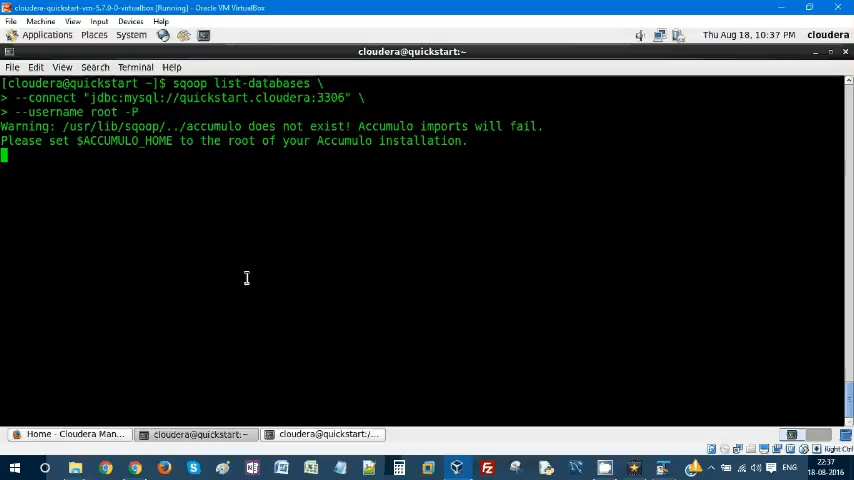 cloudera-quickstart-vm-5.7.0-0-virtualbox [Running] - Oracle VM VirtualBox
File Machine View Input Devices Help
Applications Places System Thu Aug 18, 10:37 PM cloudera
cloudera@quickstart:~
File Edit View Search Terminal Help
[cloudera@quickstart ~]$ sqoop list-databases \
> --connect "jdbc:mysql://quickstart.cloudera:3306" \
> --username root -P
Warning: /usr/lib/sqoop/../accumulo does not exist! Accumulo imports will fail.
Please set $ACCUMULO_HOME to the root of your Accumulo installation.
Home - Cloudera Man... cloudera@quickstart:~ cloudera@quickstart:/...
Right Ctrl
ENG 22:37
18-08-2016